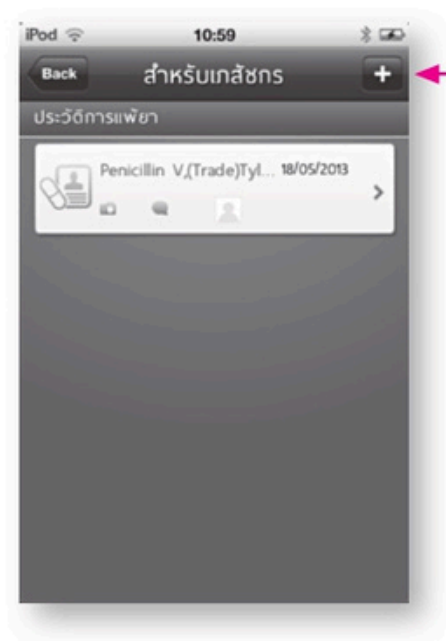 iPod 10:59
Back สำหรับเภสัชกร +
ประวัติการแพ้ยา
Penicillin V,(Trade)Tyl... 18/05/2013